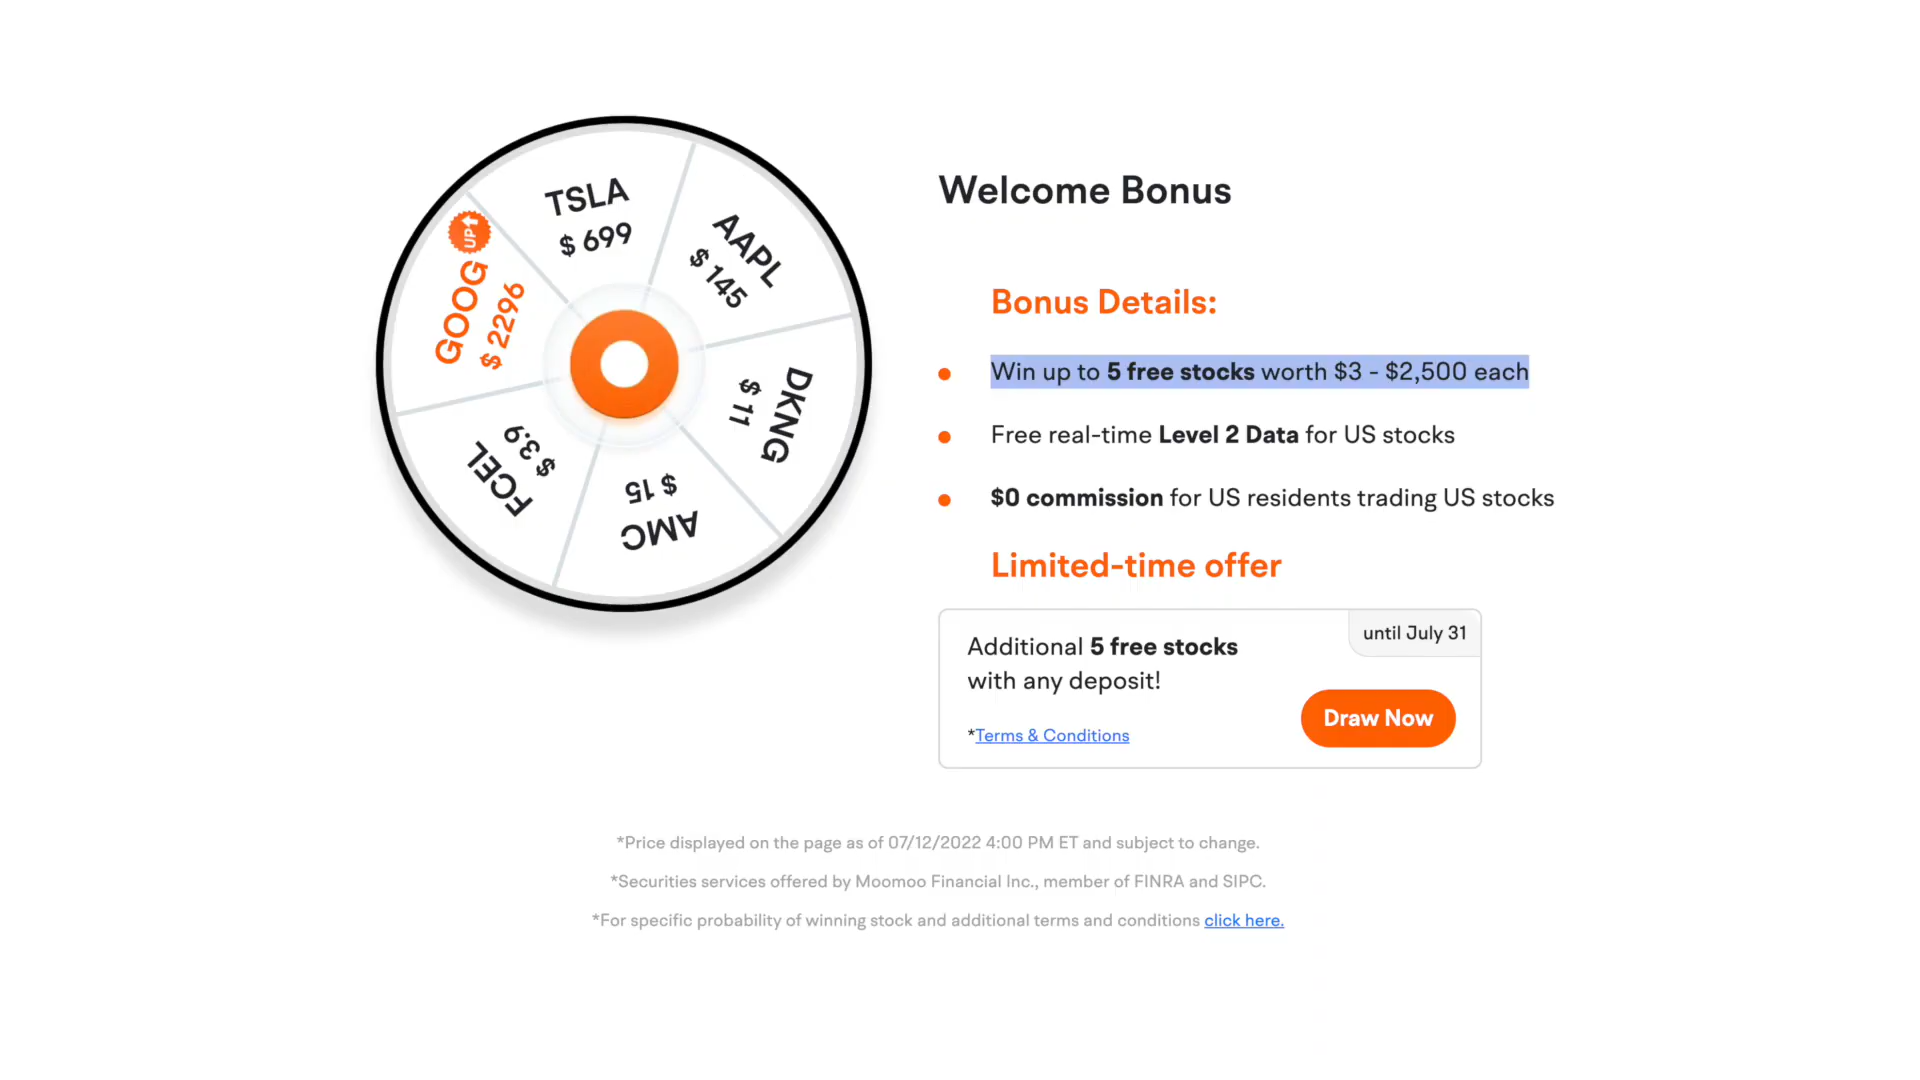 TSLA
$ 699
AAPL
$ 145
DKNG
$ 11
AMC
$ 15
FCEL
$ 3.9
UP
GOOG
$ 2296
Welcome Bonus
Bonus Details:
Win up to 5 free stocks worth $3 - $2,500 each
Free real-time Level 2 Data for US stocks
$0 commission for US residents trading US stocks
Limited-time offer
until July 31
Additional 5 free stocks
with any deposit!
*Terms & Conditions
Draw Now
*Price displayed on the page as of 07/12/2022 4:00 PM ET and subject to change.
*Securities services offered by Moomoo Financial Inc., member of FINRA and SIPC.
*For specific probability of winning stock and additional terms and conditions click here.